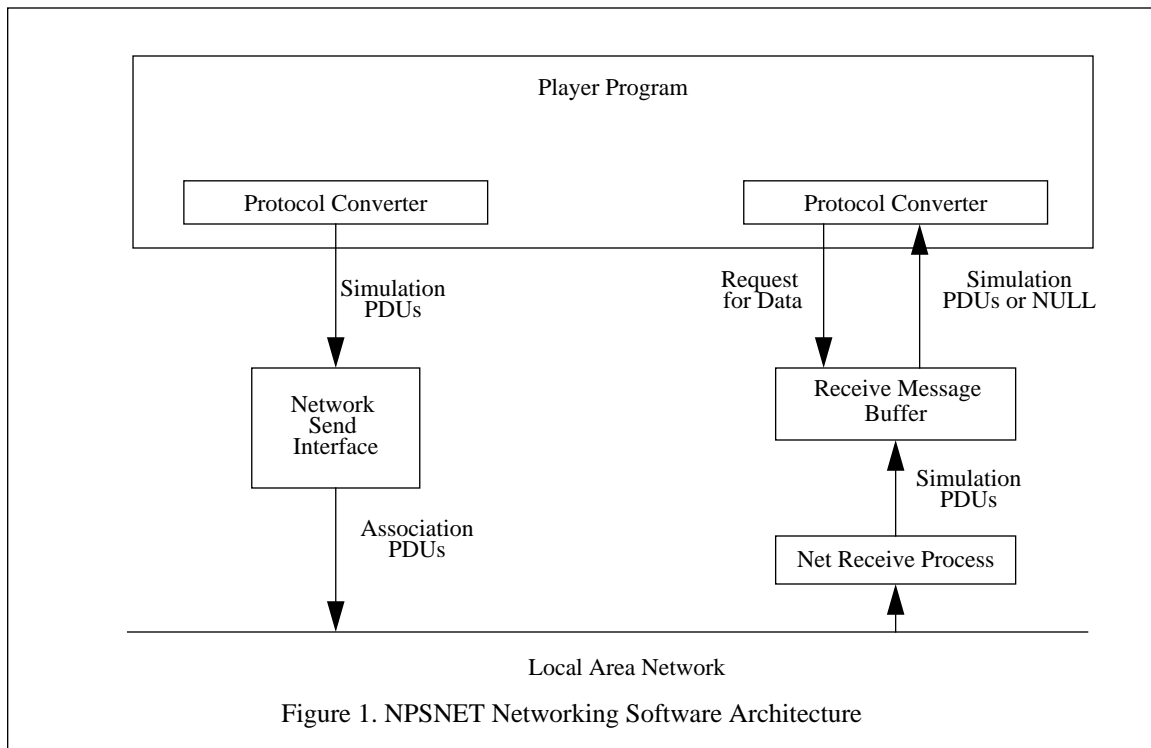 Player Program
Protocol Converter
Protocol Converter
Simulation
PDUs
Request
for Data
Simulation
PDUs or NULL
Network
Send
Interface
Receive Message
Buffer
Simulation
PDUs
Association
PDUs
Net Receive Process
Local Area Network
Figure 1. NPSNET Networking Software Architecture